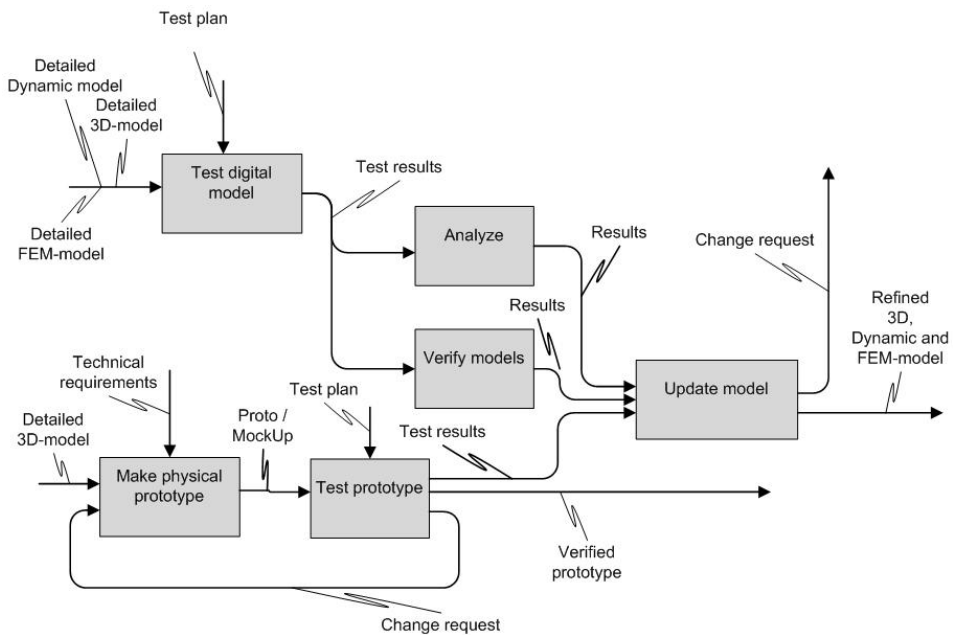 Test plan
Detailed
Dynamic model
Detailed
3D-model
Test digital
model
Test results
Detailed
FEM-model
Analyze
Results
Change request
Refined
3D,
Dynamic and
FEM-model
Results
Verify models
Update model
Technical
requirements
Test plan
Detailed
3D-model
Proto /
MockUp
Test results
Make physical
prototype
Test prototype
Verified
prototype
Change request